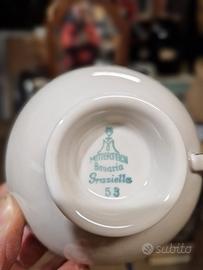 MITTERTEICH
Bavaria
Graziella
53
subito